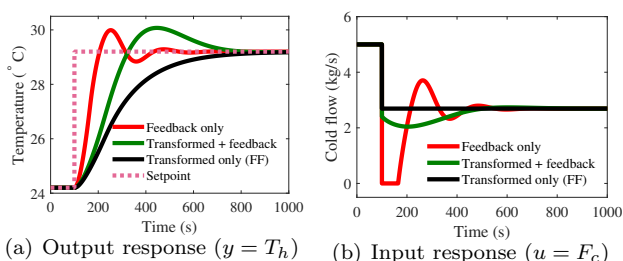 Temperature (°C)
30
28
26
24
Feedback only
Transformed + feedback
Transformed only (FF)
Setpoint
0 200 400 600 800 1000
Time (s)
(a) Output response (y = T_h)
Cold flow (kg/s)
6
4
2
0
Feedback only
Transformed + feedback
Transformed only (FF)
0 200 400 600 800 1000
Time (s)
(b) Input response (u = F_c)